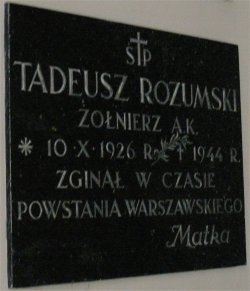 Ś†P
TADEUSZ ROZUMSKI
ŻOŁNIERZ A.K.
* 10·X·1926 R. † 1944 R.
ZGINĄŁ W CZASIE
POWSTANIA WARSZAWSKIEGO
Matka